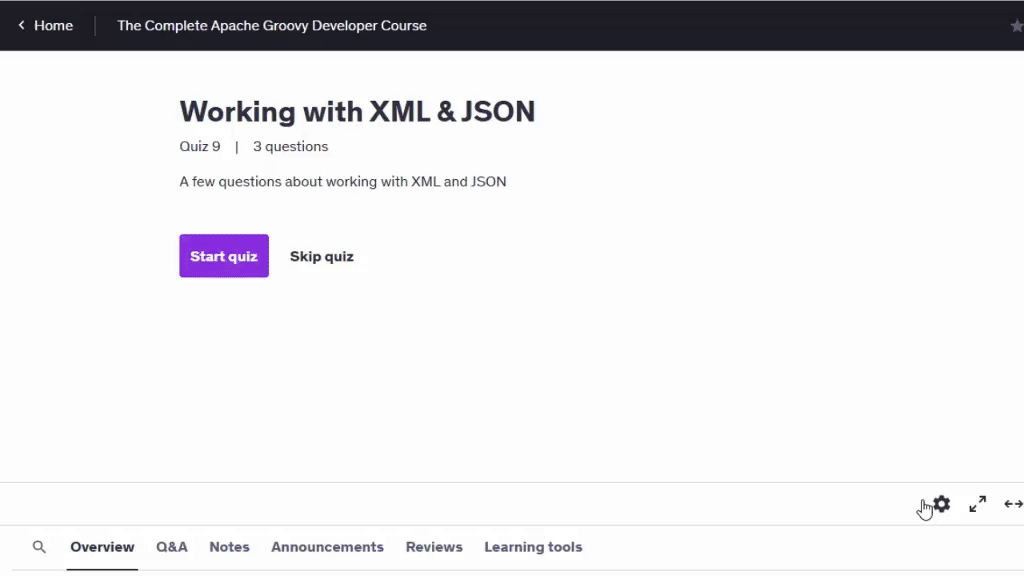 Home
The Complete Apache Groovy Developer Course
Working with XML & JSON
Quiz 9 | 3 questions
A few questions about working with XML and JSON
Start quiz
Skip quiz
Overview Q&A Notes Announcements Reviews Learning tools